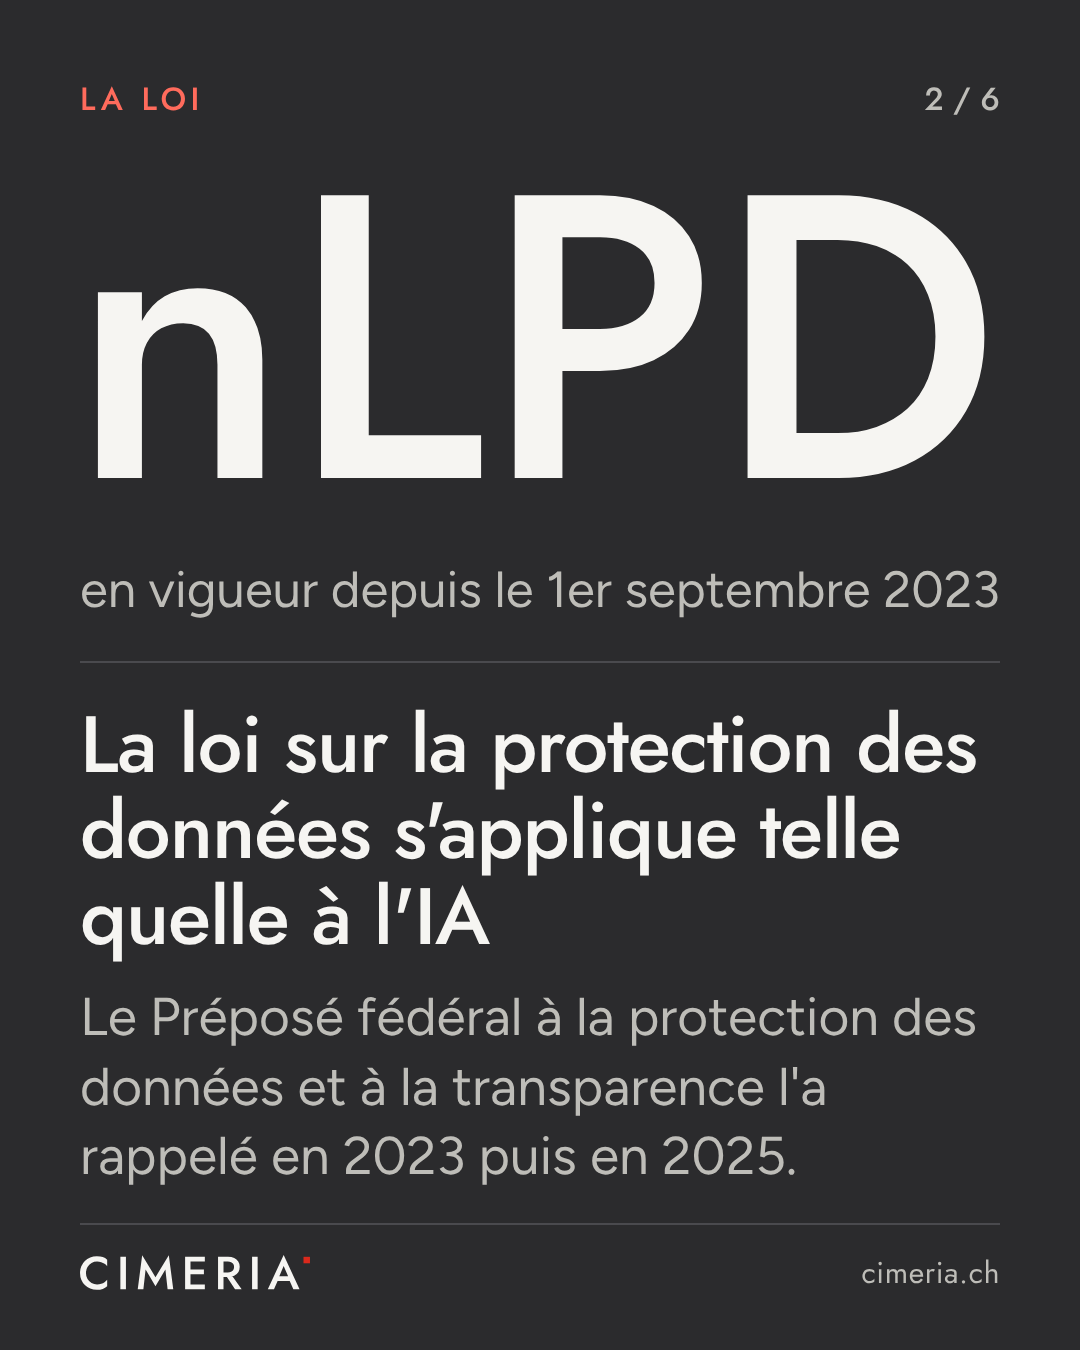 LA LOI
2 / 6
nLPD
en vigueur depuis le 1er septembre 2023
La loi sur la protection des
données s'applique telle
quelle à l'IA
Le Préposé fédéral à la protection des
données et à la transparence l'a
rappelé en 2023 puis en 2025.
CIMERIA
cimeria.ch